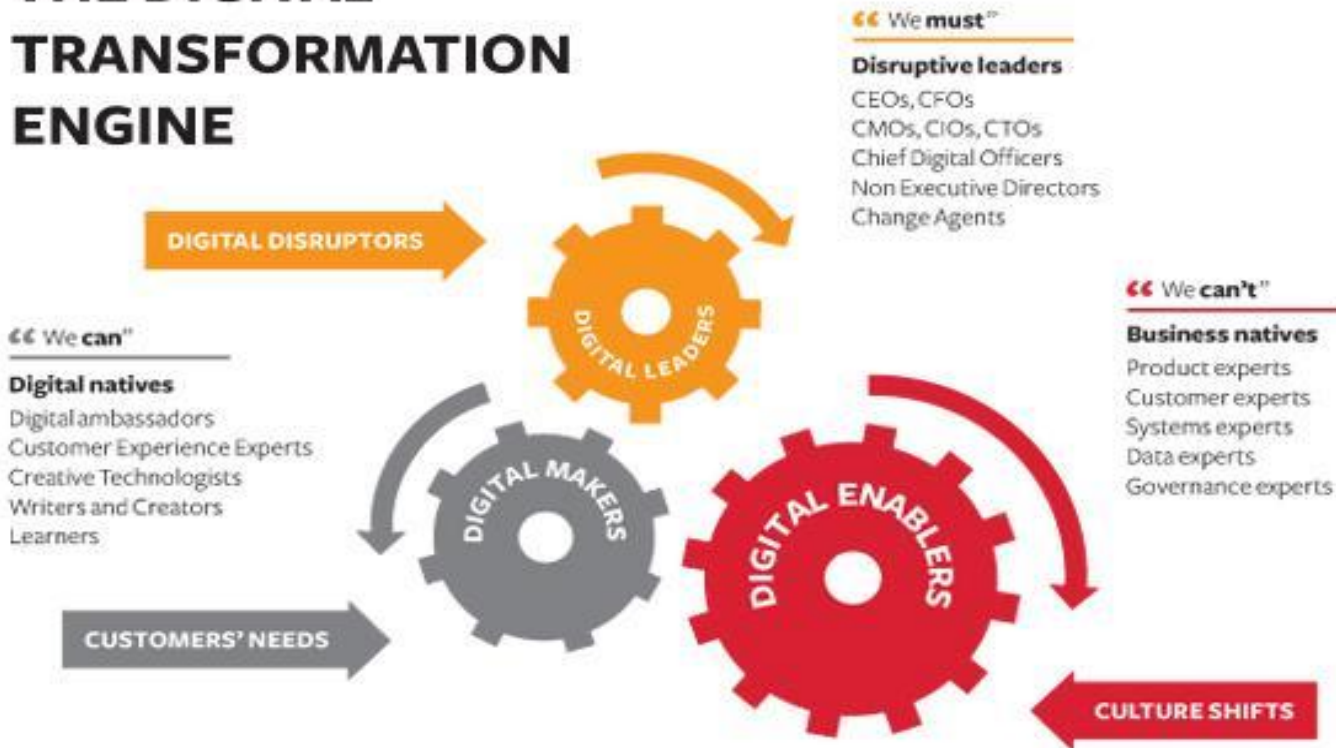 TRANSFORMATION
ENGINE
“ We must”
Disruptive leaders
CEOs, CFOs
CMOs, CIOs, CTOs
Chief Digital Officers
Non Executive Directors
Change Agents
DIGITAL DISRUPTORS
DIGITAL LEADERS
“ We can”
Digital natives
Digital ambassadors
Customer Experience Experts
Creative Technologists
Writers and Creators
Learners
“ We can't”
Business natives
Product experts
Customer experts
Systems experts
Data experts
Governance experts
DIGITAL MAKERS
DIGITAL ENABLERS
CUSTOMERS' NEEDS
CULTURE SHIFTS